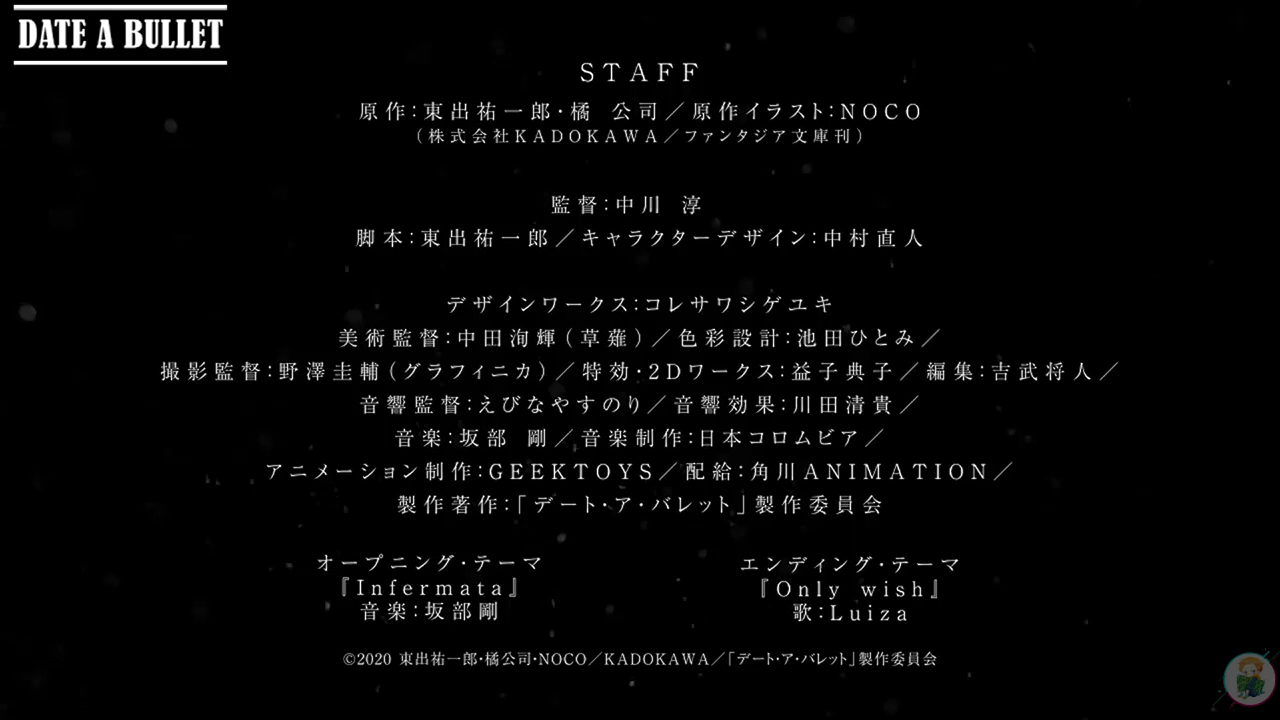 DATE A BULLET
STAFF
原作:東出祐一郎・橘 公司／原作イラスト:NOCO
(株式会社KADOKAWA／ファンタジア文庫刊)
監督:中川 淳
脚本:東出祐一郎／キャラクターデザイン:中村直人
デザインワークス:コレサワシゲユキ
美術監督:中田洵輝(草薙)／色彩設計:池田ひとみ／
撮影監督:野澤圭輔(グラフィニカ)／特効・2Dワークス:益子典子／編集:吉武将人／
音響監督:えびなやすのり／音響効果:川田清貴／
音楽:坂部 剛／音楽制作:日本コロムビア／
アニメーション制作:GEEKTOYS／配給:角川ANIMATION／
製作著作:「デート・ア・バレット」製作委員会
オープニング・テーマ
『Infermata』
音楽:坂部剛
エンディング・テーマ
『Only wish』
歌:Luiza
©2020 東出祐一郎・橘公司・NOCO／KADOKAWA／「デート・ア・バレット」製作委員会